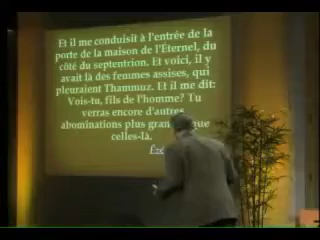 Et il me conduisit à l'entrée de la
porte de la maison de l'Éternel, du
côté du septentrion. Et voici, il y
avait là des femmes assises, qui
pleuraient Thammuz. Et il me dit:
Vois-tu, fils de l'homme? Tu
verras encore d'autres
abominations plus que
celles-là.